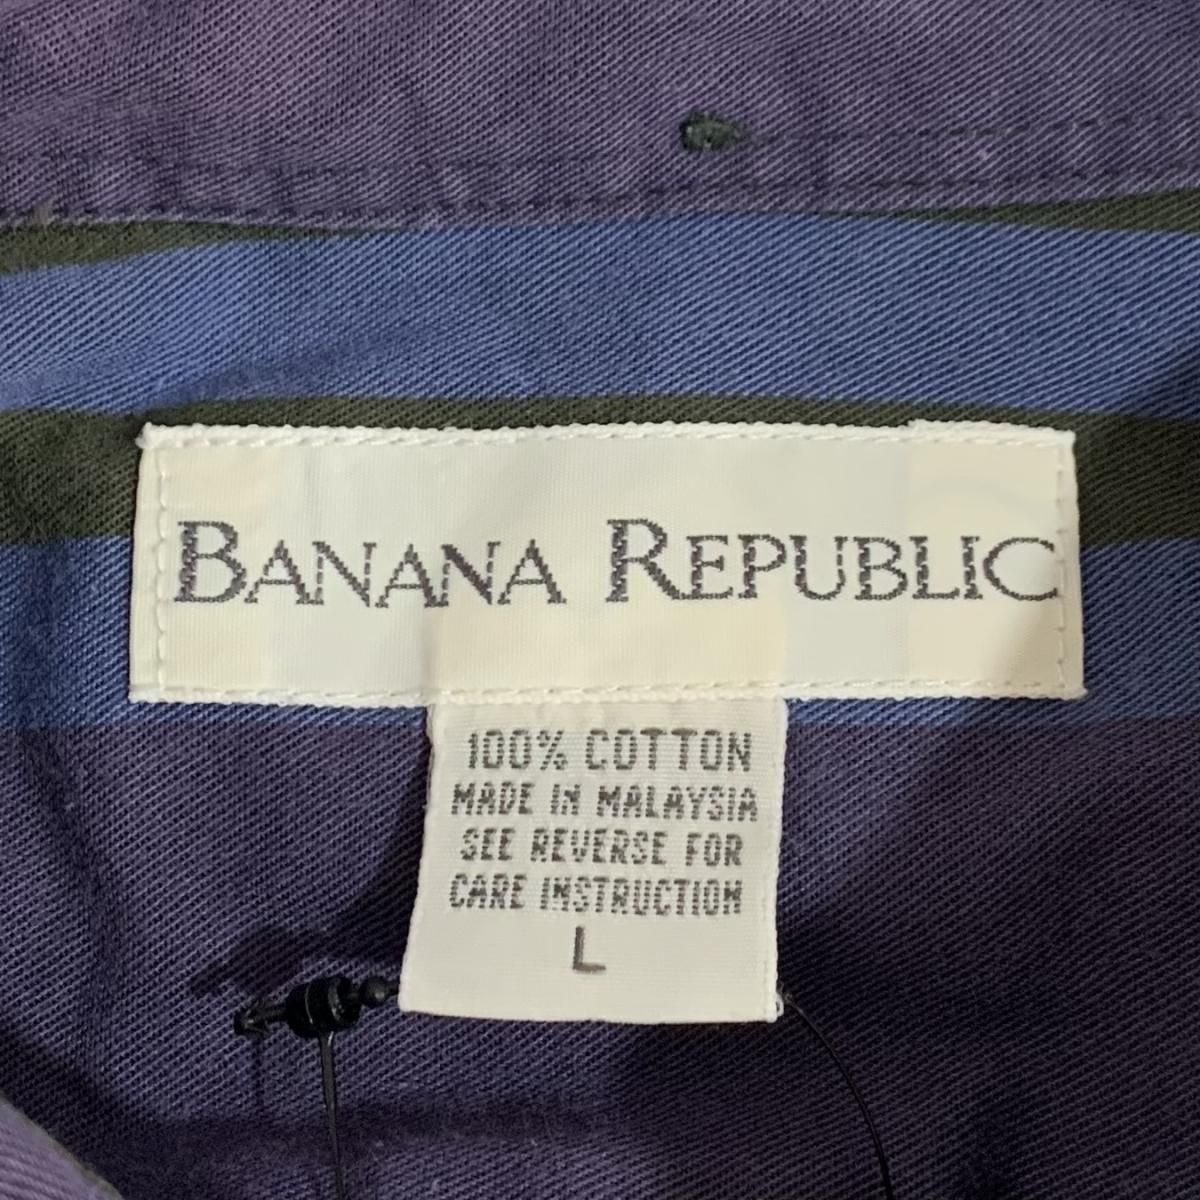 BANANA REPUBLIC
100% COTTON
MADE IN MALAYSIA
SEE REVERSE FOR
CARE INSTRUCTION
L